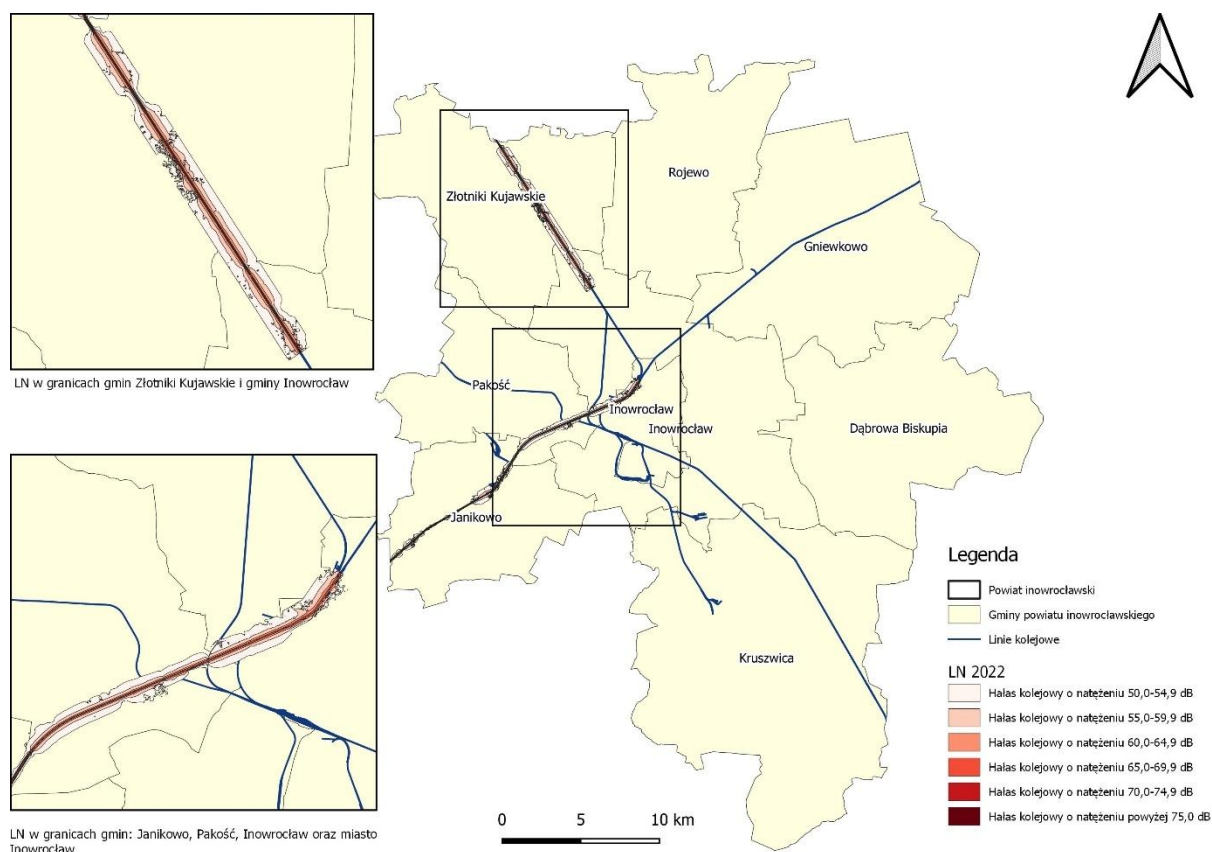 LN w granicach gmin Złotniki Kujawskie i gminy Inowrocław
LN w granicach gmin: Janikowo, Pakość, Inowrocław oraz miasto
Inowrocław
Rojewo
Złotniki Kujawskie
Gniewkowo
Pakość
Inowrocław
Inowrocław
Dąbrowa Biskupia
Janikowo
Kruszwica
0 5 10 km
Legenda
Powiat inowrocławski
Gminy powiatu inowrocławskiego
Linie kolejowe
LN 2022
Hałas kolejowy o natężeniu 50,0-54,9 dB
Hałas kolejowy o natężeniu 55,0-59,9 dB
Hałas kolejowy o natężeniu 60,0-64,9 dB
Hałas kolejowy o natężeniu 65,0-69,9 dB
Hałas kolejowy o natężeniu 70,0-74,9 dB
Hałas kolejowy o natężeniu powyżej 75,0 dB